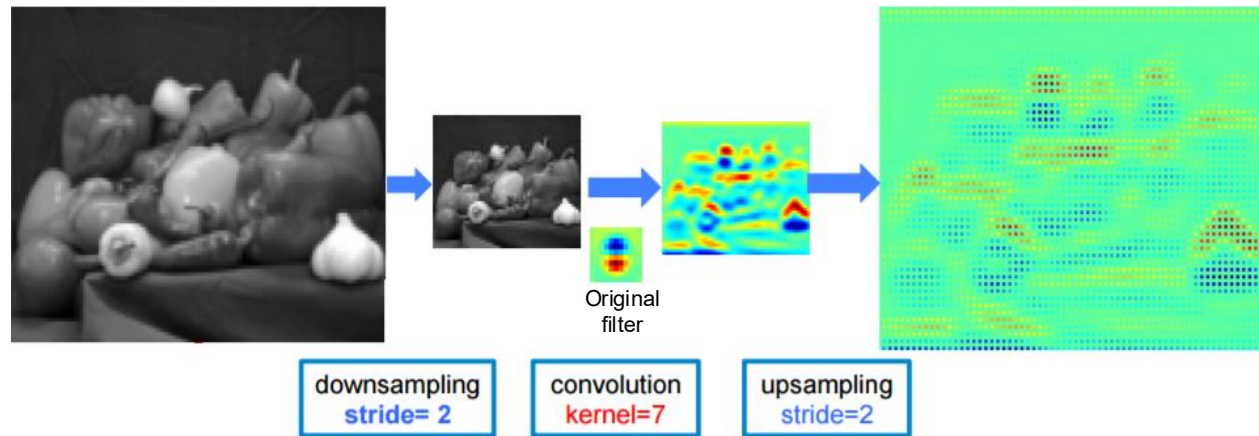 Original
filter
downsampling
stride= 2
convolution
kernel=7
upsampling
stride=2